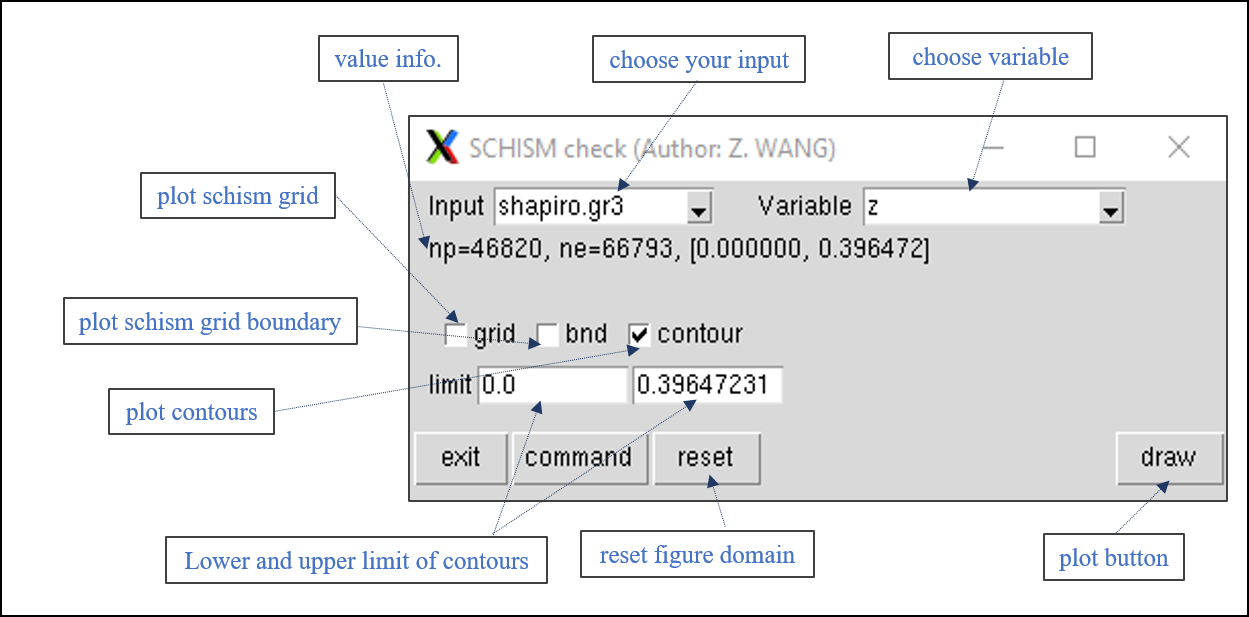 value info.
choose your input
choose variable
SCHISM check (Author: Z. WANG)
plot schism grid
Input shapiro.gr3 Variable z
np=46820, ne=66793, [0.000000, 0.396472]
plot schism grid boundary
grid bnd contour
limit 0.0 0.39647231
plot contours
exit command reset draw
Lower and upper limit of contours
reset figure domain
plot button